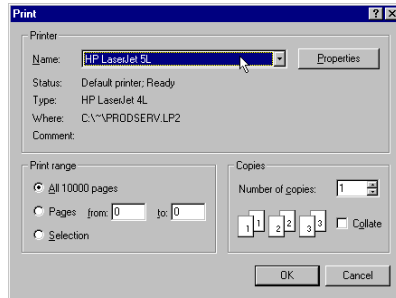 Print
Printer
Name: HP LaserJet 5L Properties
Status: Default printer; Ready
Type: HP LaserJet 4L
Where: C:\~\PRODSERV.LP2
Comment:
Print range
All 10000 pages
Pages from: 0 to: 0
Selection
Copies
Number of copies: 1
1 1 2 2 3 3 Collate
OK Cancel